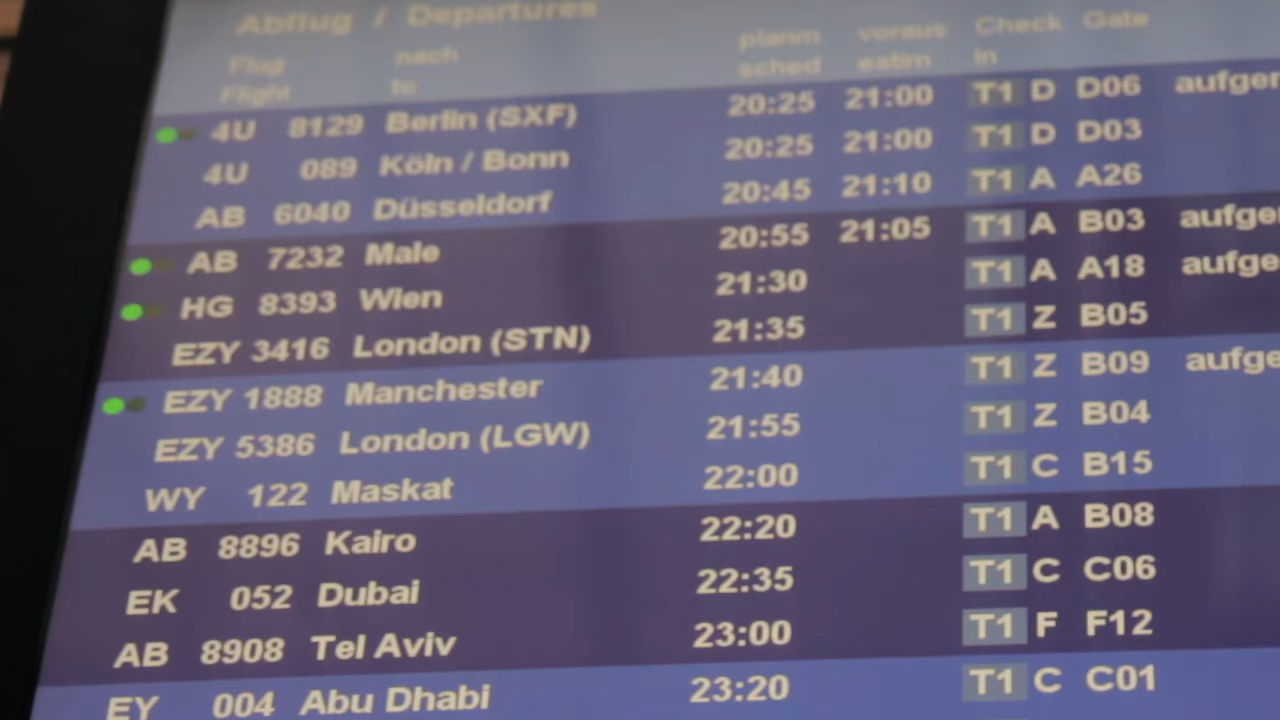 Abflug / Departures
Flug nach planm voraus Check Gate
Flight to sched estim in
4U 8129 Berlin (SXF) 20:25 21:00 T1 D D06 aufger
4U 089 Köln / Bonn 20:25 21:00 T1 D D03
AB 6040 Düsseldorf 20:45 21:10 T1 A A26
AB 7232 Male 20:55 21:05 T1 A B03 aufge
HG 8393 Wien 21:30 T1 A A18 aufge
EZY 3416 London (STN) 21:35 T1 Z B05
EZY 1888 Manchester 21:40 T1 Z B09 aufge
EZY 5386 London (LGW) 21:55 T1 Z B04
WY 122 Maskat 22:00 T1 C B15
AB 8896 Kairo 22:20 T1 A B08
EK 052 Dubai 22:35 T1 C C06
AB 8908 Tel Aviv 23:00 T1 F F12
EY 004 Abu Dhabi 23:20 T1 C C01